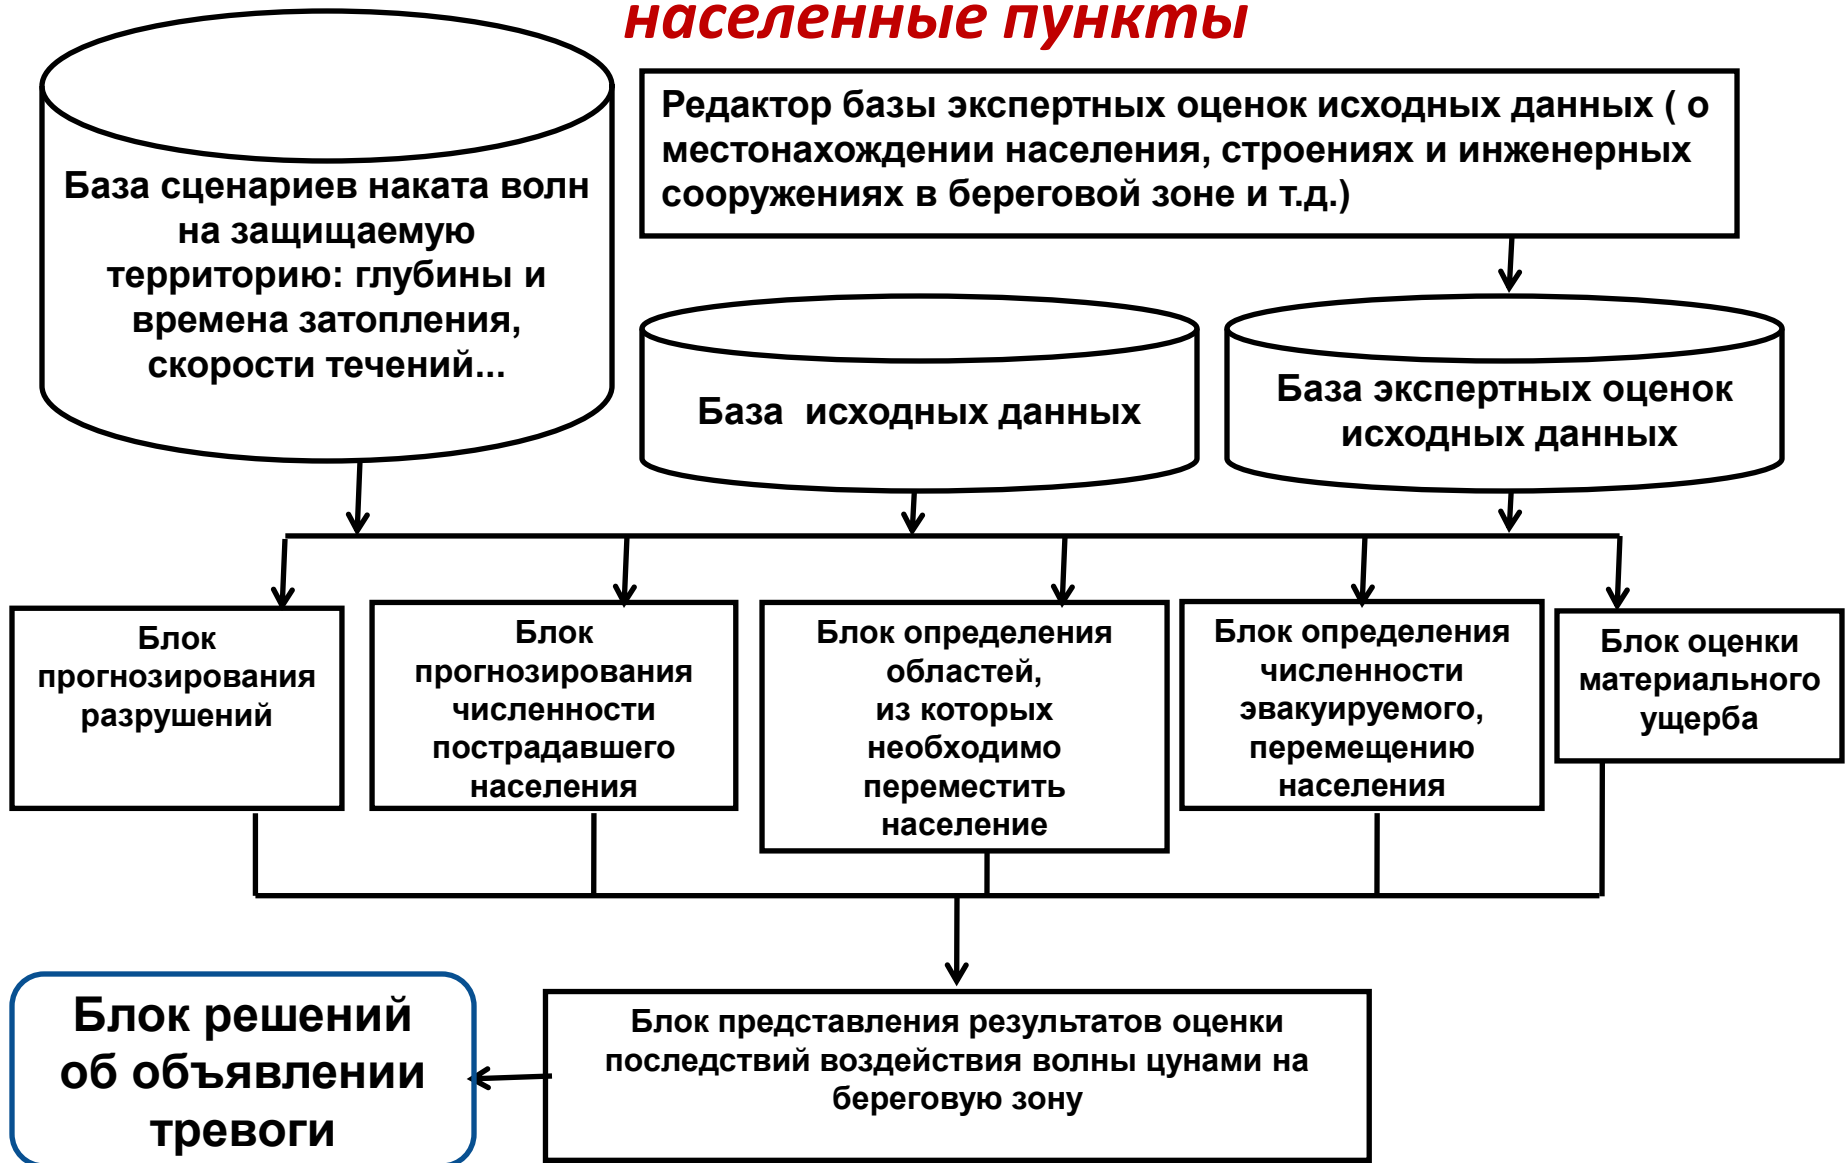 населенные пункты
Редактор базы экспертных оценок исходных данных ( о
местонахождении населения, строениях и инженерных
сооружениях в береговой зоне и т.д.)
База сценариев наката волн
на защищаемую
территорию: глубины и
времена затопления,
скорости течений...
База  исходных данных
База экспертных оценок
исходных данных
Блок
прогнозирования
разрушений
Блок
прогнозирования
численности
пострадавшего
населения
Блок определения
областей,
из которых
необходимо
переместить
население
Блок определения
численности
эвакуируемого,
перемещению
населения
Блок оценки
материального
ущерба
Блок решений
об объявлении
тревоги
Блок представления результатов оценки
последствий воздействия волны цунами на
береговую зону